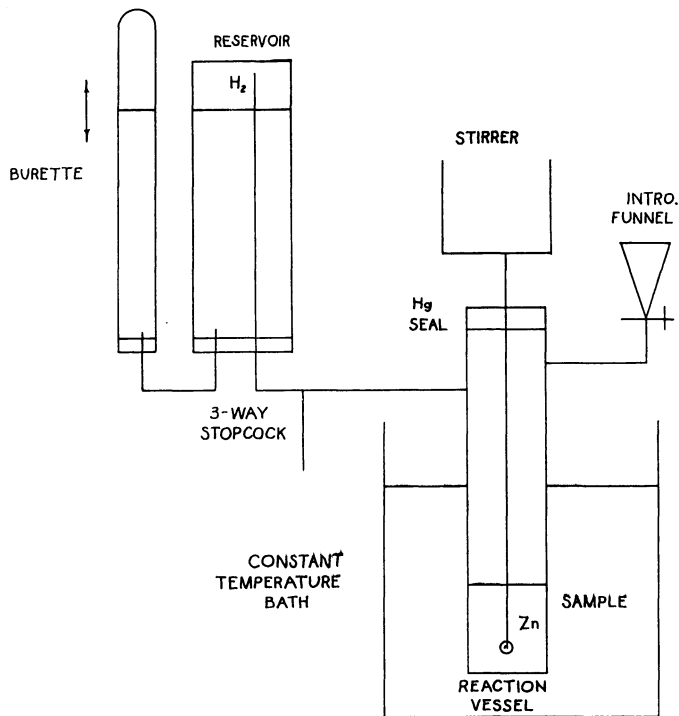 RESERVOIR
H₂
BURETTE
STIRRER
INTRO.
FUNNEL
Hg
SEAL
3-WAY
STOPCOCK
CONSTANT
TEMPERATURE
BATH
SAMPLE
Zn
REACTION
VESSEL